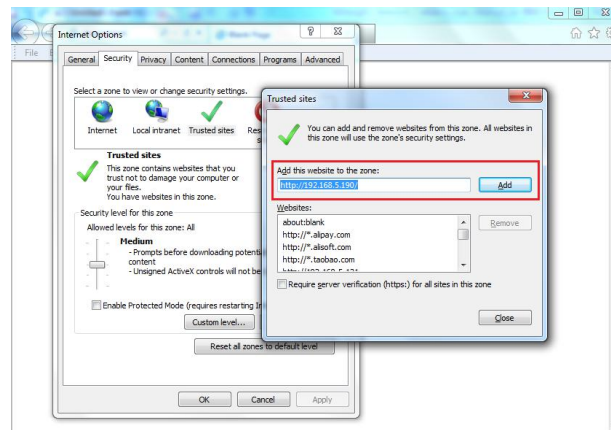 Internet Options
File
General Security Privacy Content Connections Programs Advanced
Select a zone to view or change security settings.
Internet Local intranet Trusted sites
Trusted sites
This zone contains websites that you
trust not to damage your computer or
your files.
You have websites in this zone.
Security level for this zone
Allowed levels for this zone: All
Medium
- Prompts before downloading
content
- Unsigned ActiveX controls will not be
Enable Protected Mode (requires restarting
Custom level...
Reset all zones to default level
OK Cancel Apply
Trusted sites
You can add and remove websites from this zone. All websites in
this zone will use the zone's security settings.
Add this website to the zone:
http://192.168.5.190/ Add
Websites:
about:blank Remove
http://*.alipay.com
http://*.alisoft.com
http://*.taobao.com
Require server verification (https:) for all sites in this zone
Close